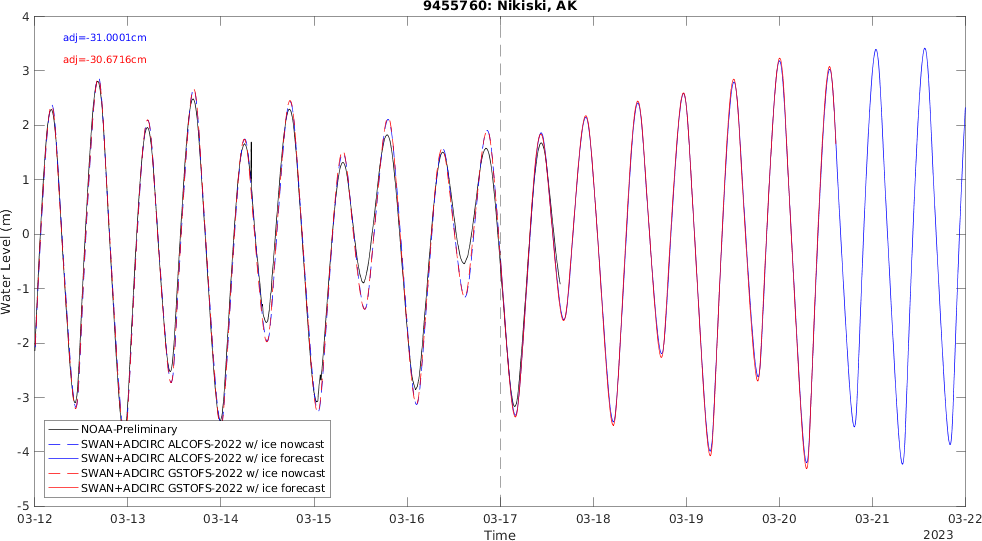 9455760: Nikiski, AK
adj=-31.0001cm
adj=-30.6716cm
4
3
2
1
0
-1
-2
-3
-4
-5
Water Level (m)
NOAA-Preliminary
SWAN+ADCIRC ALCOFS-2022 w/ ice nowcast
SWAN+ADCIRC ALCOFS-2022 w/ ice forecast
SWAN+ADCIRC GSTOFS-2022 w/ ice nowcast
SWAN+ADCIRC GSTOFS-2022 w/ ice forecast
03-12 03-13 03-14 03-15 03-16 03-17 03-18 03-19 03-20 03-21 03-22
Time
2023